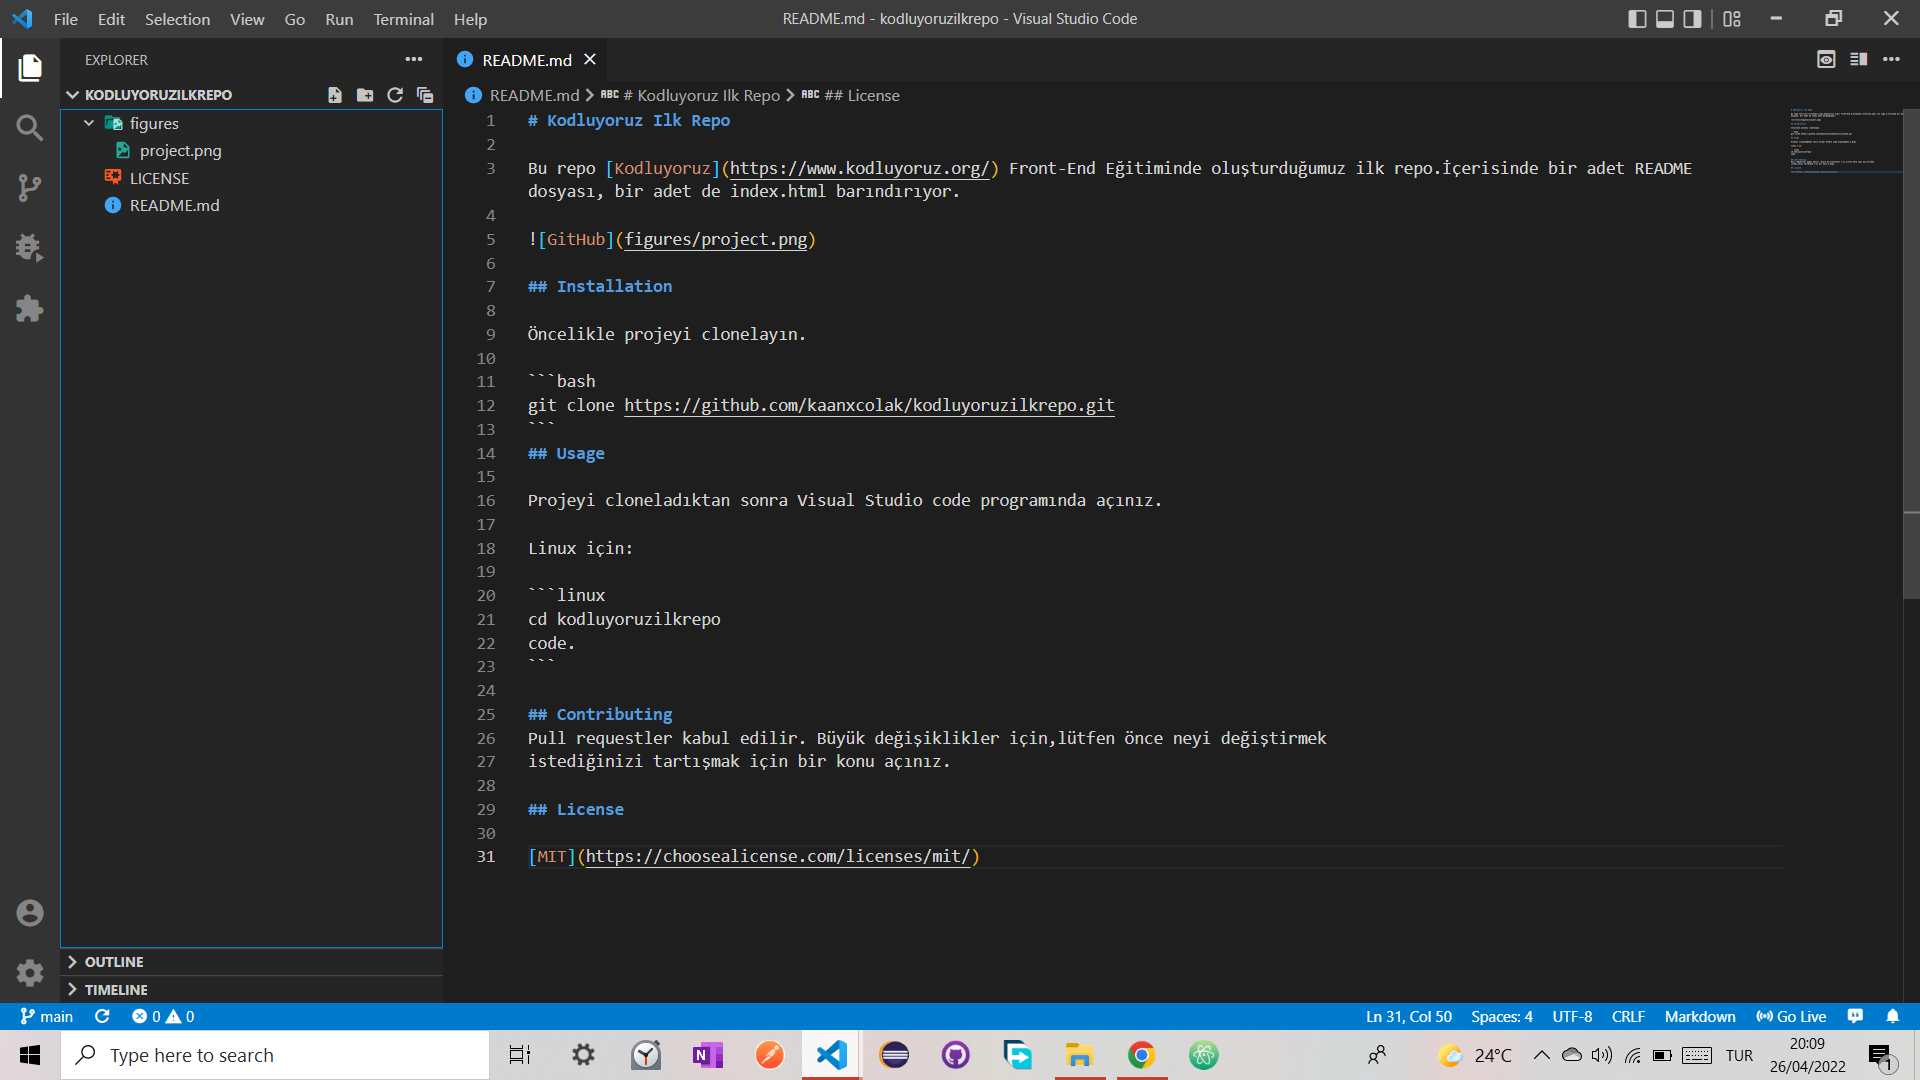 File Edit Selection View Go Run Terminal Help
README.md - kodluyoruzilkrepo - Visual Studio Code
EXPLORER
KODLUYORUZILKREPO
figures
project.png
LICENSE
README.md
OUTLINE
TIMELINE
README.md
README.md > # Kodluyoruz Ilk Repo > ## License
1 # Kodluyoruz Ilk Repo
2
3 Bu repo [Kodluyoruz](https://www.kodluyoruz.org/) Front-End Eğitiminde oluşturduğumuz ilk repo.İçerisinde bir adet README
dosyası, bir adet de index.html barındırıyor.
4
5 ![GitHub](figures/project.png)
6
7 ## Installation
8
9 Öncelikle projeyi clonelayın.
10
11 ```bash
12 git clone https://github.com/kaanxcolak/kodluyoruzilkrepo.git
13 ```
14 ## Usage
15
16 Projeyi cloneladıktan sonra Visual Studio code programında açınız.
17
18 Linux için:
19
20 ```linux
21 cd kodluyoruzilkrepo
22 code.
23 ```
24
25 ## Contributing
26 Pull requestler kabul edilir. Büyük değişiklikler için,lütfen önce neyi değiştirmek
27 istediğinizi tartışmak için bir konu açınız.
28
29 ## License
30
31 [MIT](https://choosealicense.com/licenses/mit/)
main 0 0
Ln 31, Col 50 Spaces: 4 UTF-8 CRLF Markdown Go Live
Type here to search
24°C
TUR
20:09
26/04/2022
1